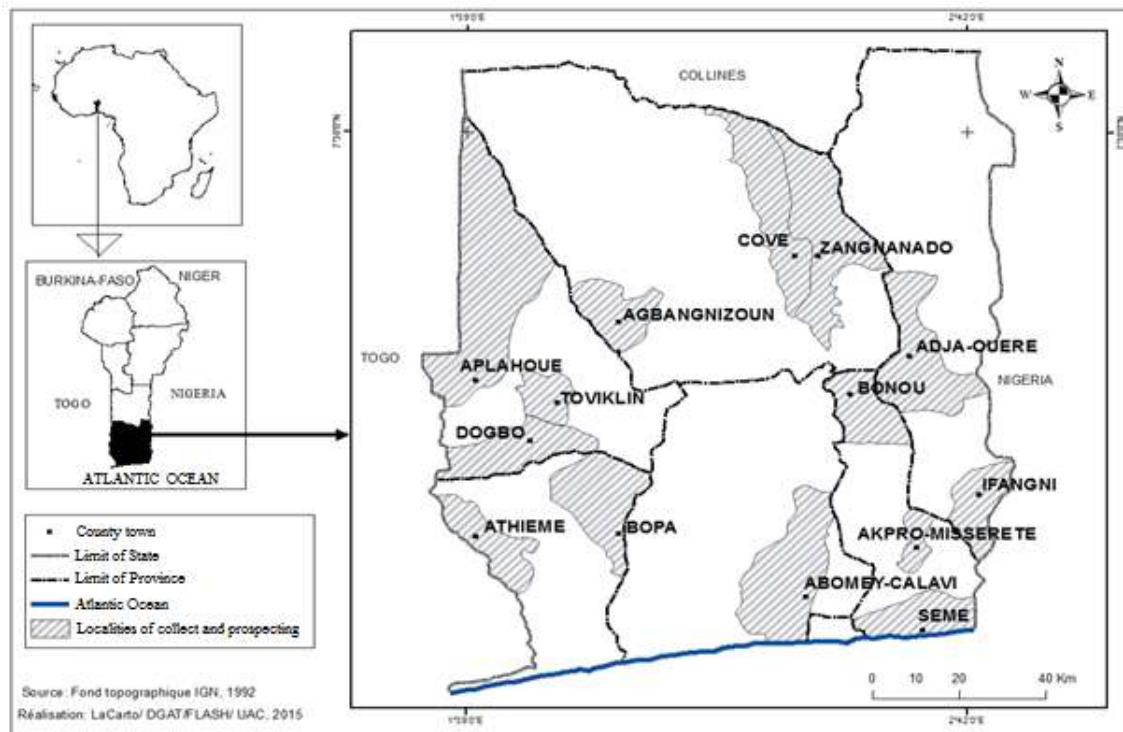 COLLINES
N
W
E
S
BURKINA-FASO
NIGER
TOGO
NIGERIA
ATLANTIC OCEAN
COVE
ZANGNANADO
AGBANGNIZOUN
ADJA-OUERE
TOGO
APLAHOUE
NIGERIA
BONOU
TOVIKLIN
DOGBO
IFANGNI
ATHIEME
BOPA
AKPRO-MISSERETE
ABOMEY-CALAVI
SEME
0 10 20 40 Km
County town
Limit of State
Limit of Province
Atlantic Ocean
Localities of collect and prospecting
Source: Fond topographique IGN, 1992
Réalisation: LaCarto/ DGAT/FLASH/ UAC, 2015